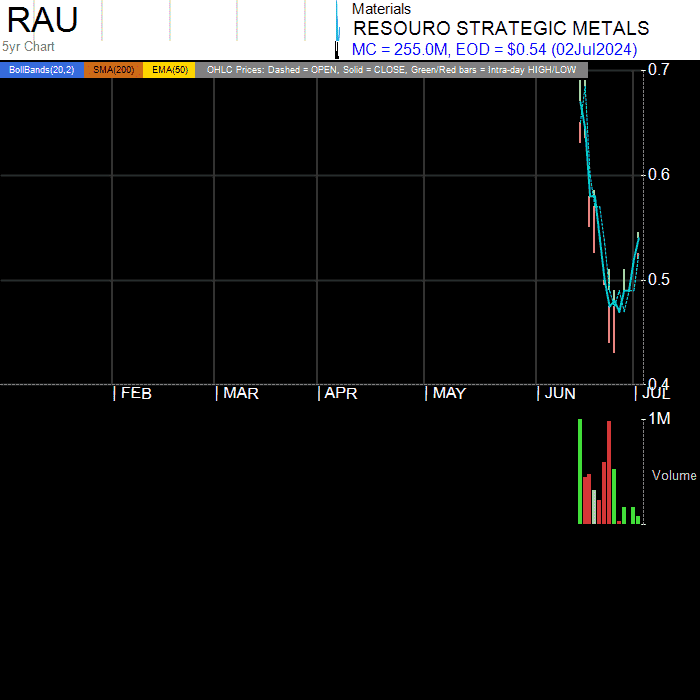 RAU
5yr Chart
Materials
RESOURO STRATEGIC METALS
MC = 255.0M, EOD = $0.54 (02Jul2024)
BollBands(20,2) SMA(200) EMA(50) OHLC Prices: Dashed = OPEN, Solid = CLOSE, Green/Red bars = Intra-day HIGH/LOW
0.7
0.6
0.5
0.4
FEB MAR APR MAY JUN JUL
1M
Volume